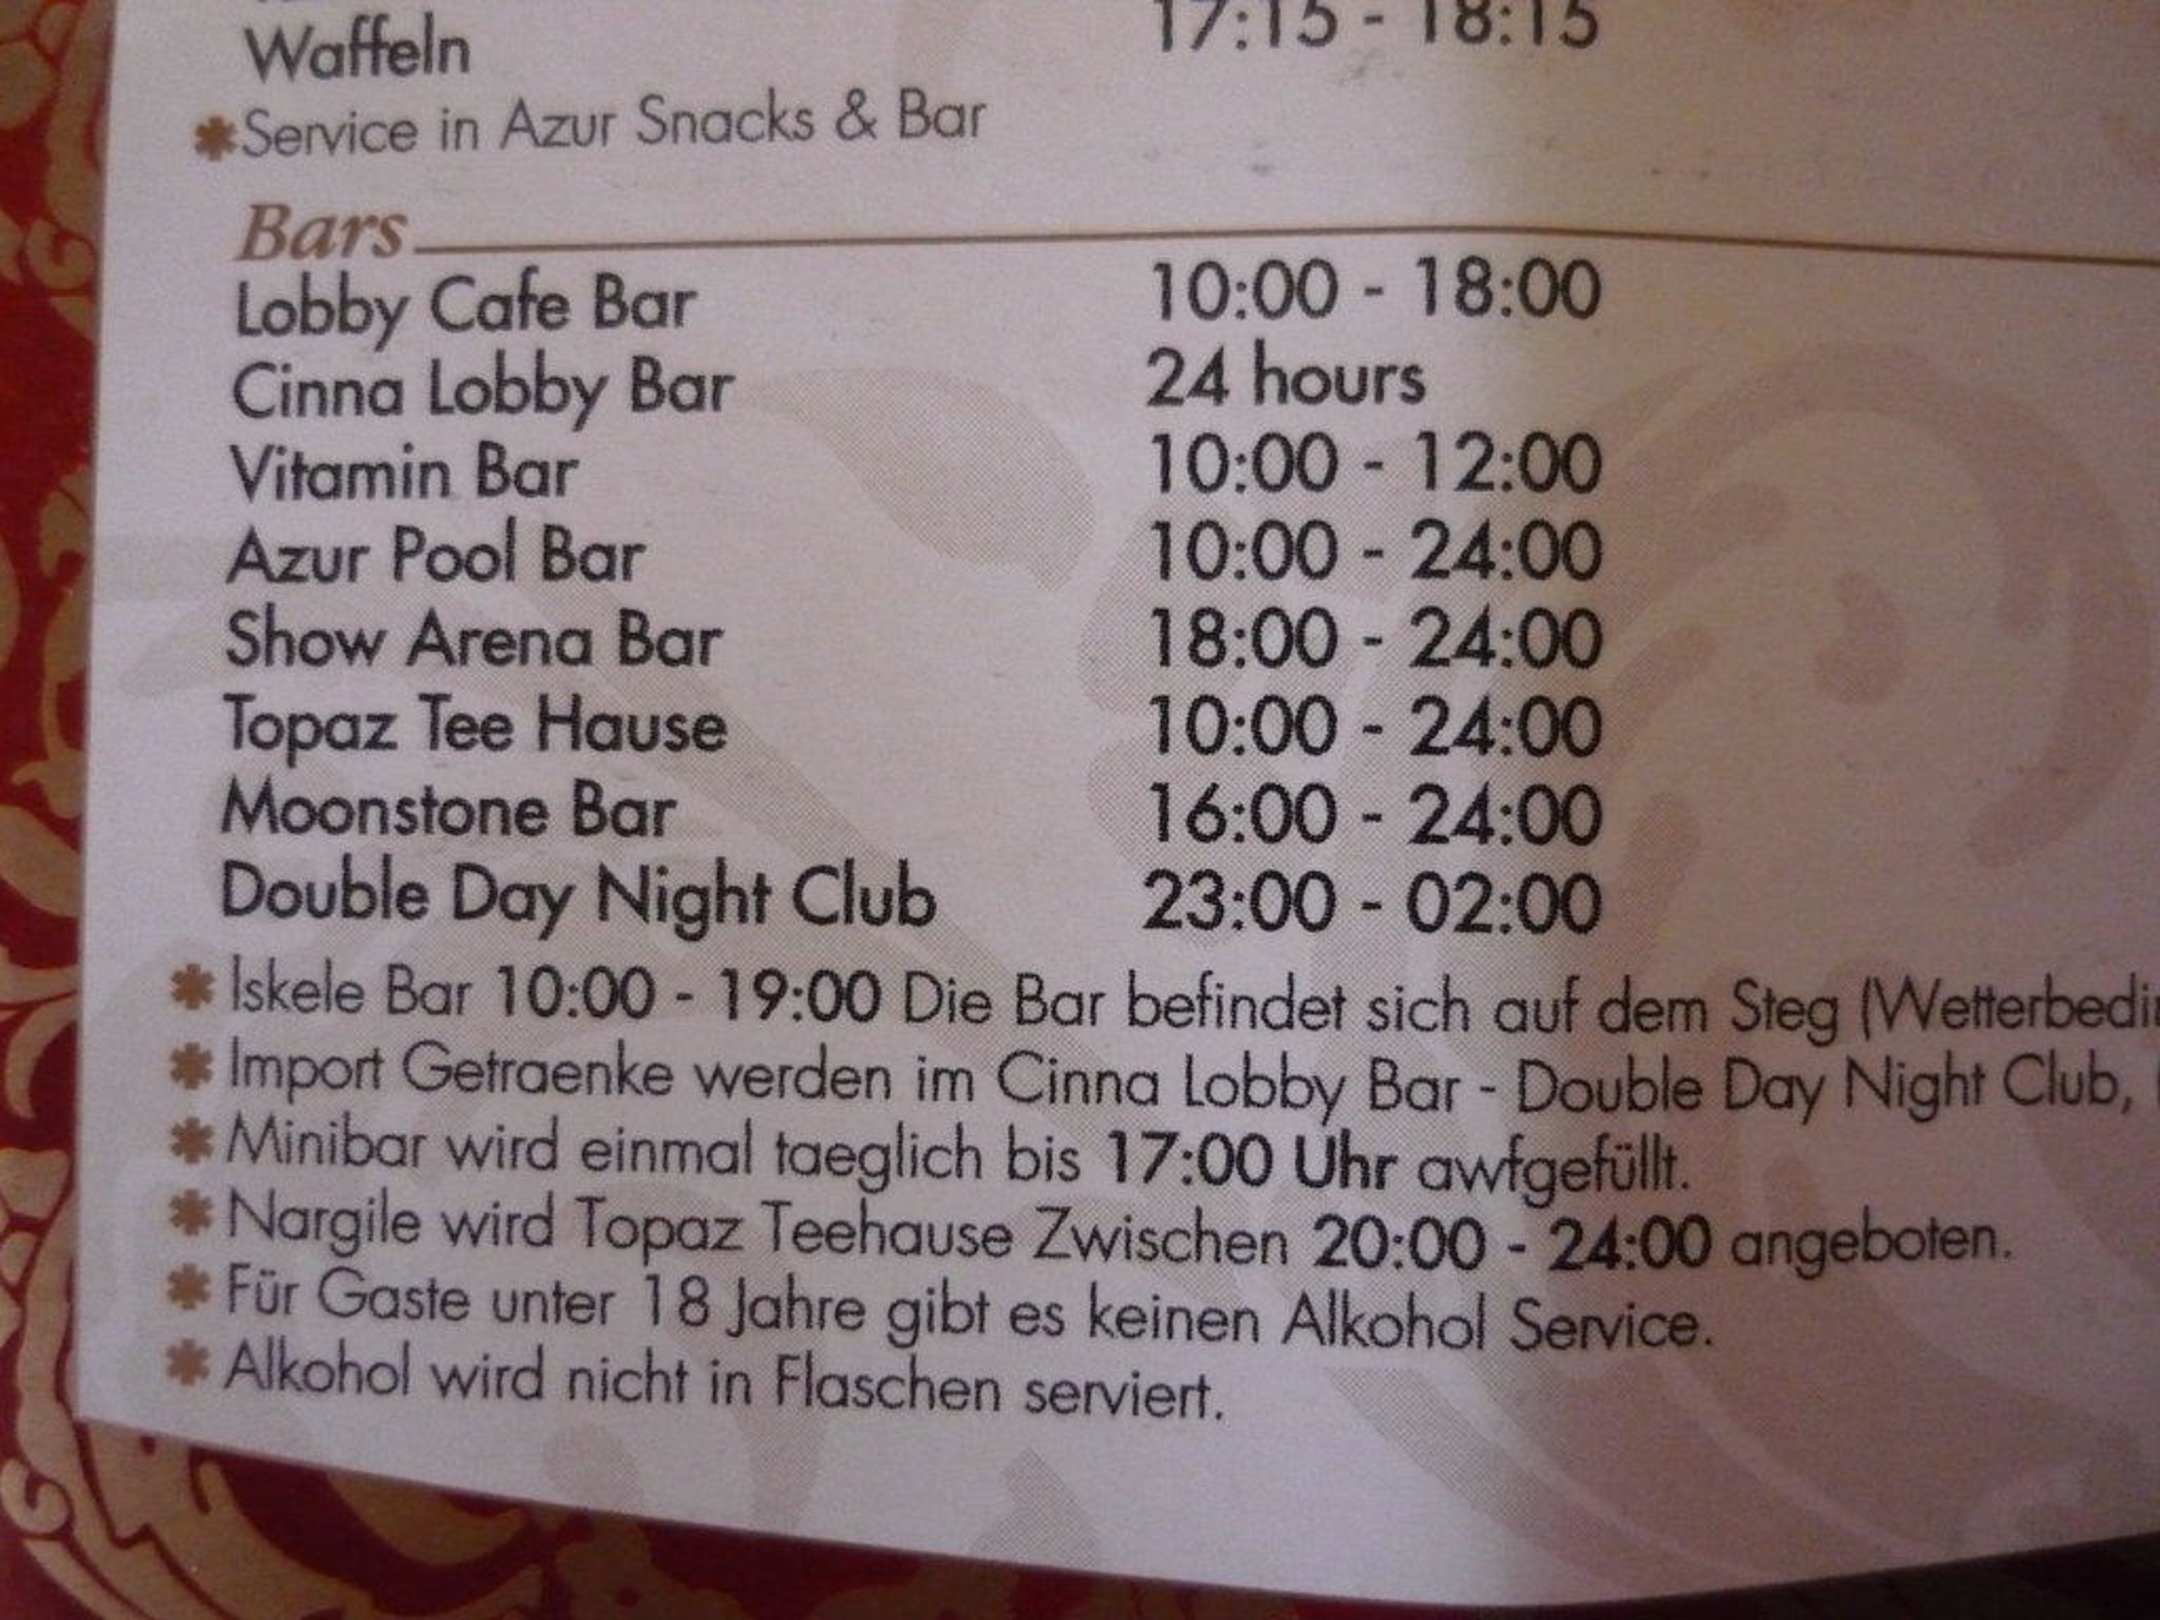 Waffeln 17:15 - 18:15
Service in Azur Snacks & Bar
Bars
Lobby Cafe Bar 10:00 - 18:00
Cinna Lobby Bar 24 hours
Vitamin Bar 10:00 - 12:00
Azur Pool Bar 10:00 - 24:00
Show Arena Bar 18:00 - 24:00
Topaz Tee Hause 10:00 - 24:00
Moonstone Bar 16:00 - 24:00
Double Day Night Club 23:00 - 02:00
Iskele Bar 10:00 - 19:00 Die Bar befindet sich auf dem Steg
Import Getraenke werden im Cinna Lobby Bar - Double Day Night Club,
Minibar wird einmal taeglich bis 17:00 Uhr awfgefüllt.
Nargile wird Topaz Teehause Zwischen 20:00 - 24:00 angeboten.
Für Gaste unter 18 Jahre gibt es keinen Alkohol Service.
Alkohol wird nicht in Flaschen serviert.